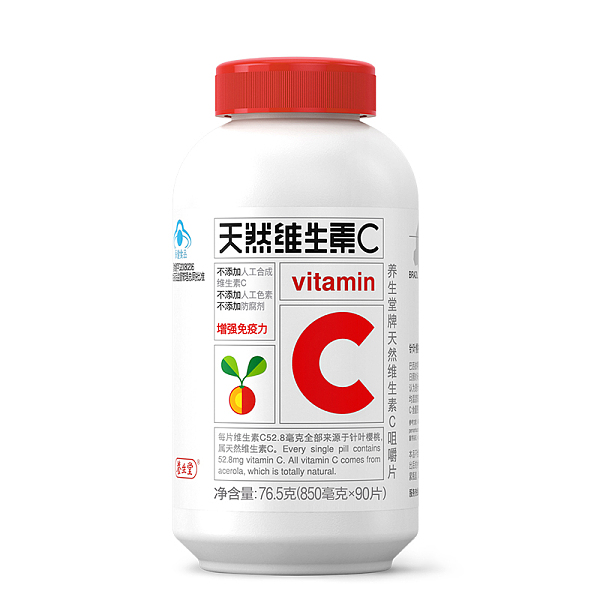 天然维生素C
不添加人工合成
维生素C
不添加人工色素
不添加防腐剂
增强免疫力
vitamin
C
养生堂牌天然维生素C咀嚼片
每片维生素C52.8毫克全部来源于针叶樱桃,
属天然维生素C。Every single pill contains
52.8mg vitamin C. All vitamin C comes from
acerola, which is totally natural.
净含量:76.5克(850毫克×90片)
养生堂®